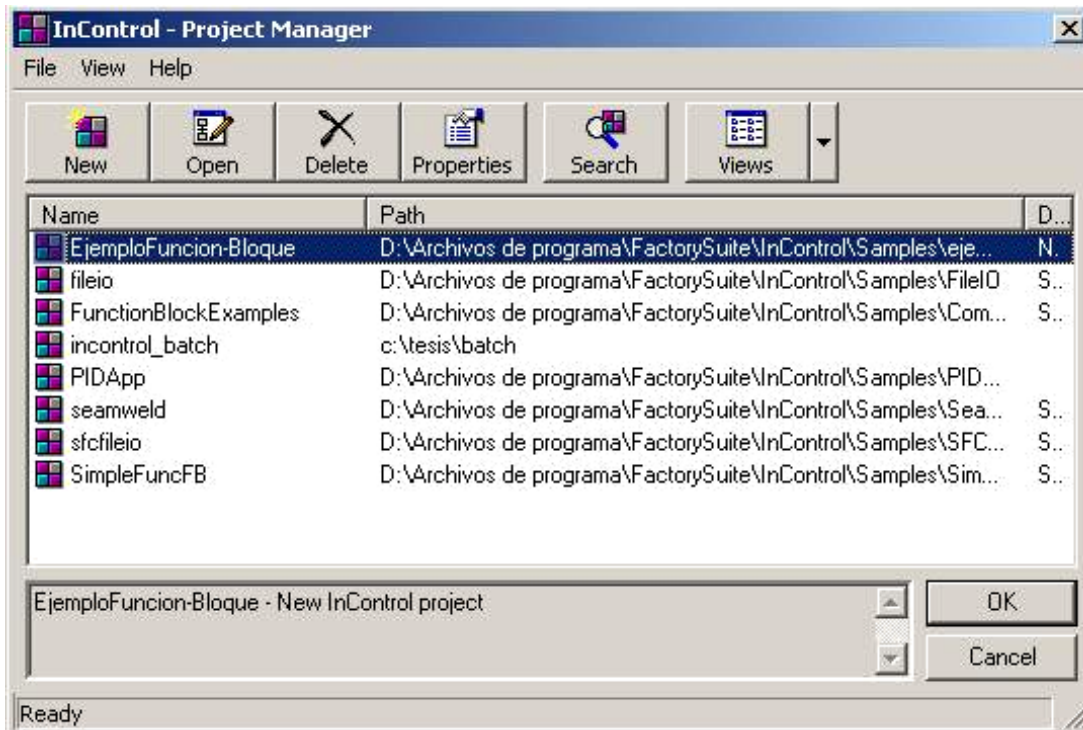 InControl - Project Manager
File View Help
New Open Delete Properties Search Views
Name Path D...
EjemploFuncion-Bloque D:\Archivos de programa\FactorySuite\InControl\Samples\eje... N.
fileio D:\Archivos de programa\FactorySuite\InControl\Samples\FileIO S..
FunctionBlockExamples D:\Archivos de programa\FactorySuite\InControl\Samples\Com... S..
incontrol_batch c:\tesis\batch
PIDApp D:\Archivos de programa\FactorySuite\InControl\Samples\PID...
seamweld D:\Archivos de programa\FactorySuite\InControl\Samples\Sea... S..
sfcfileio D:\Archivos de programa\FactorySuite\InControl\Samples\SFC... S..
SimpleFuncFB D:\Archivos de programa\FactorySuite\InControl\Samples\Sim... S..
EjemploFuncion-Bloque - New InControl project
OK
Cancel
Ready